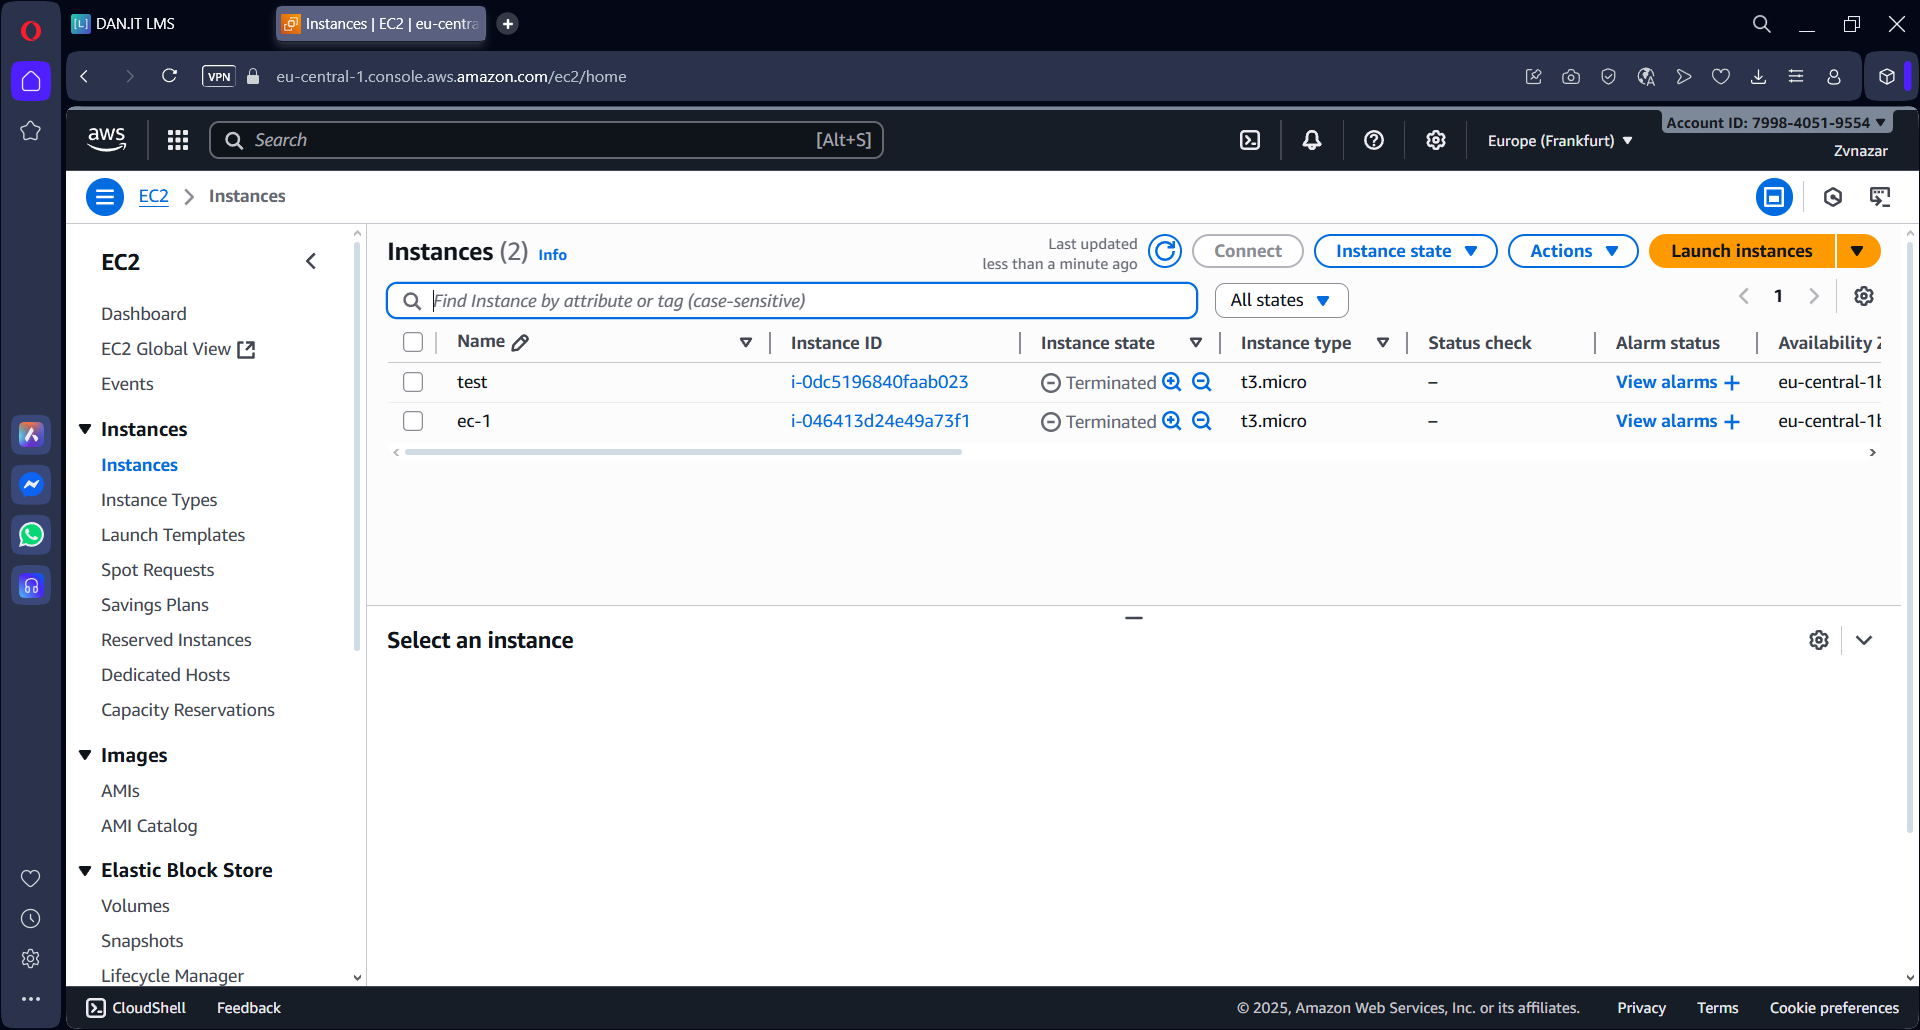 DAN.IT LMS
Instances | EC2 | eu-centra
VPN
eu-central-1.console.aws.amazon.com/ec2/home
aws
Search
[Alt+S]
Europe (Frankfurt)
Account ID: 7998-4051-9554
Zvnazar
EC2
Instances
EC2
Dashboard
EC2 Global View
Events
Instances
Instances
Instance Types
Launch Templates
Spot Requests
Savings Plans
Reserved Instances
Dedicated Hosts
Capacity Reservations
Images
AMIs
AMI Catalog
Elastic Block Store
Volumes
Snapshots
Lifecycle Manager
Instances (2) Info
Last updated
less than a minute ago
Connect
Instance state
Actions
Launch instances
Find Instance by attribute or tag (case-sensitive)
All states
1
Name Instance ID Instance state Instance type Status check Alarm status Availability Z
test i-0dc5196840faab023 Terminated t3.micro – View alarms + eu-central-1b
ec-1 i-046413d24e49a73f1 Terminated t3.micro – View alarms + eu-central-1b
Select an instance
CloudShell
Feedback
© 2025, Amazon Web Services, Inc. or its affiliates.
Privacy
Terms
Cookie preferences